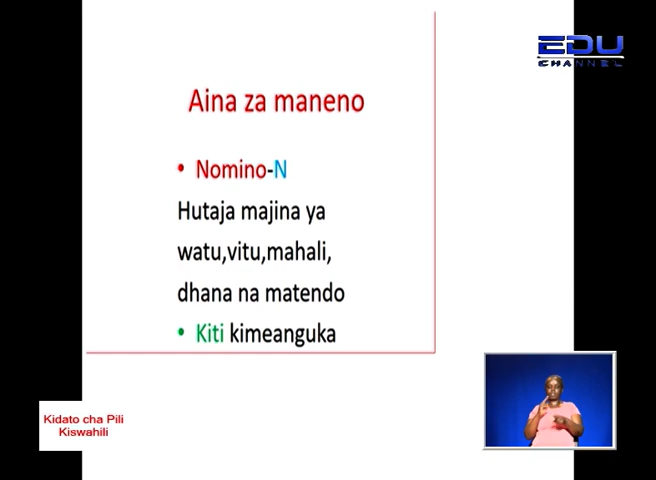 EDU
CHANNEL
Aina za maneno
• Nomino-N
Hutaja majina ya
watu,vitu,mahali,
dhana na matendo
• Kiti kimeanguka
Kidato cha Pili
Kiswahili